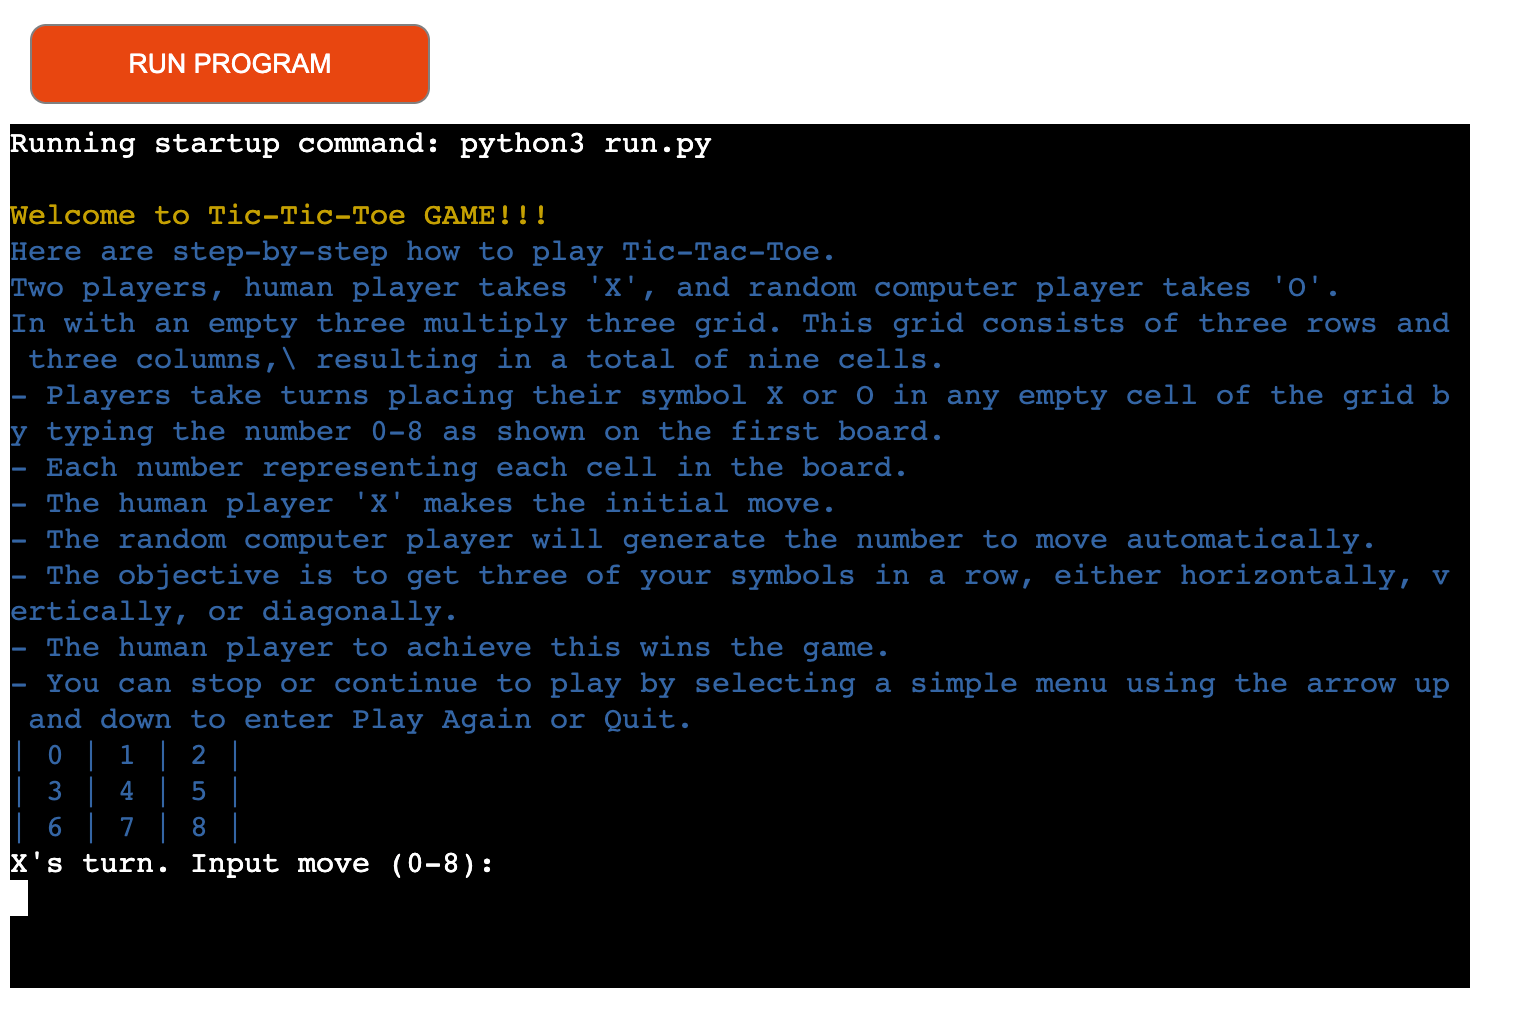 RUN PROGRAM
Running startup command: python3 run.py
Welcome to Tic-Tic-Toe GAME!!!
Here are step-by-step how to play Tic-Tac-Toe.
Two players, human player takes 'X', and random computer player takes 'O'.
In with an empty three multiply three grid. This grid consists of three rows and
 three columns,\ resulting in a total of nine cells.
- Players take turns placing their symbol X or O in any empty cell of the grid b
y typing the number 0-8 as shown on the first board.
- Each number representing each cell in the board.
- The human player 'X' makes the initial move.
- The random computer player will generate the number to move automatically.
- The objective is to get three of your symbols in a row, either horizontally, v
ertically, or diagonally.
- The human player to achieve this wins the game.
- You can stop or continue to play by selecting a simple menu using the arrow up
 and down to enter Play Again or Quit.
| 0 | 1 | 2 |
| 3 | 4 | 5 |
| 6 | 7 | 8 |
X's turn. Input move (0-8):